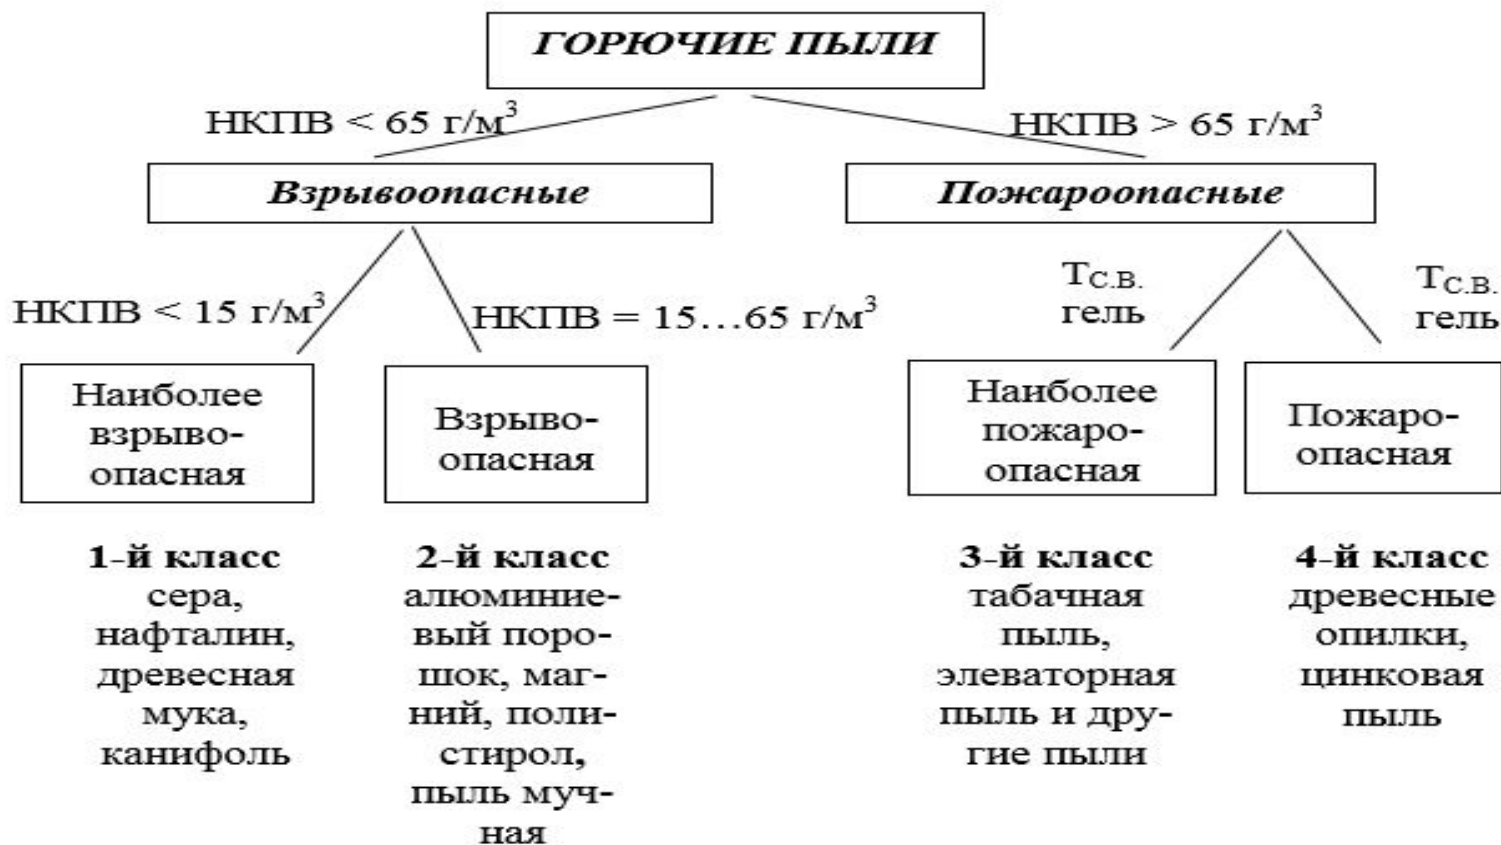 ГОРЮЧИЕ ПЫЛИ
НКПВ < 65 г/м³
НКПВ > 65 г/м³
Взрывоопасные
Пожароопасные
НКПВ < 15 г/м³
НКПВ = 15...65 г/м³
Тс.в.
гель
Тс.в.
гель
Наиболее
взрыво-
опасная
Взрыво-
опасная
Наиболее
пожаро-
опасная
Пожаро-
опасная
1-й класс
сера,
нафталин,
древесная
мука,
канифоль
2-й класс
алюминие-
вый поро-
шок, маг-
ний, поли-
стирол,
пыль муч-
ная
3-й класс
табачная
пыль,
элеваторная
пыль и дру-
гие пыли
4-й класс
древесные
опилки,
цинковая
пыль